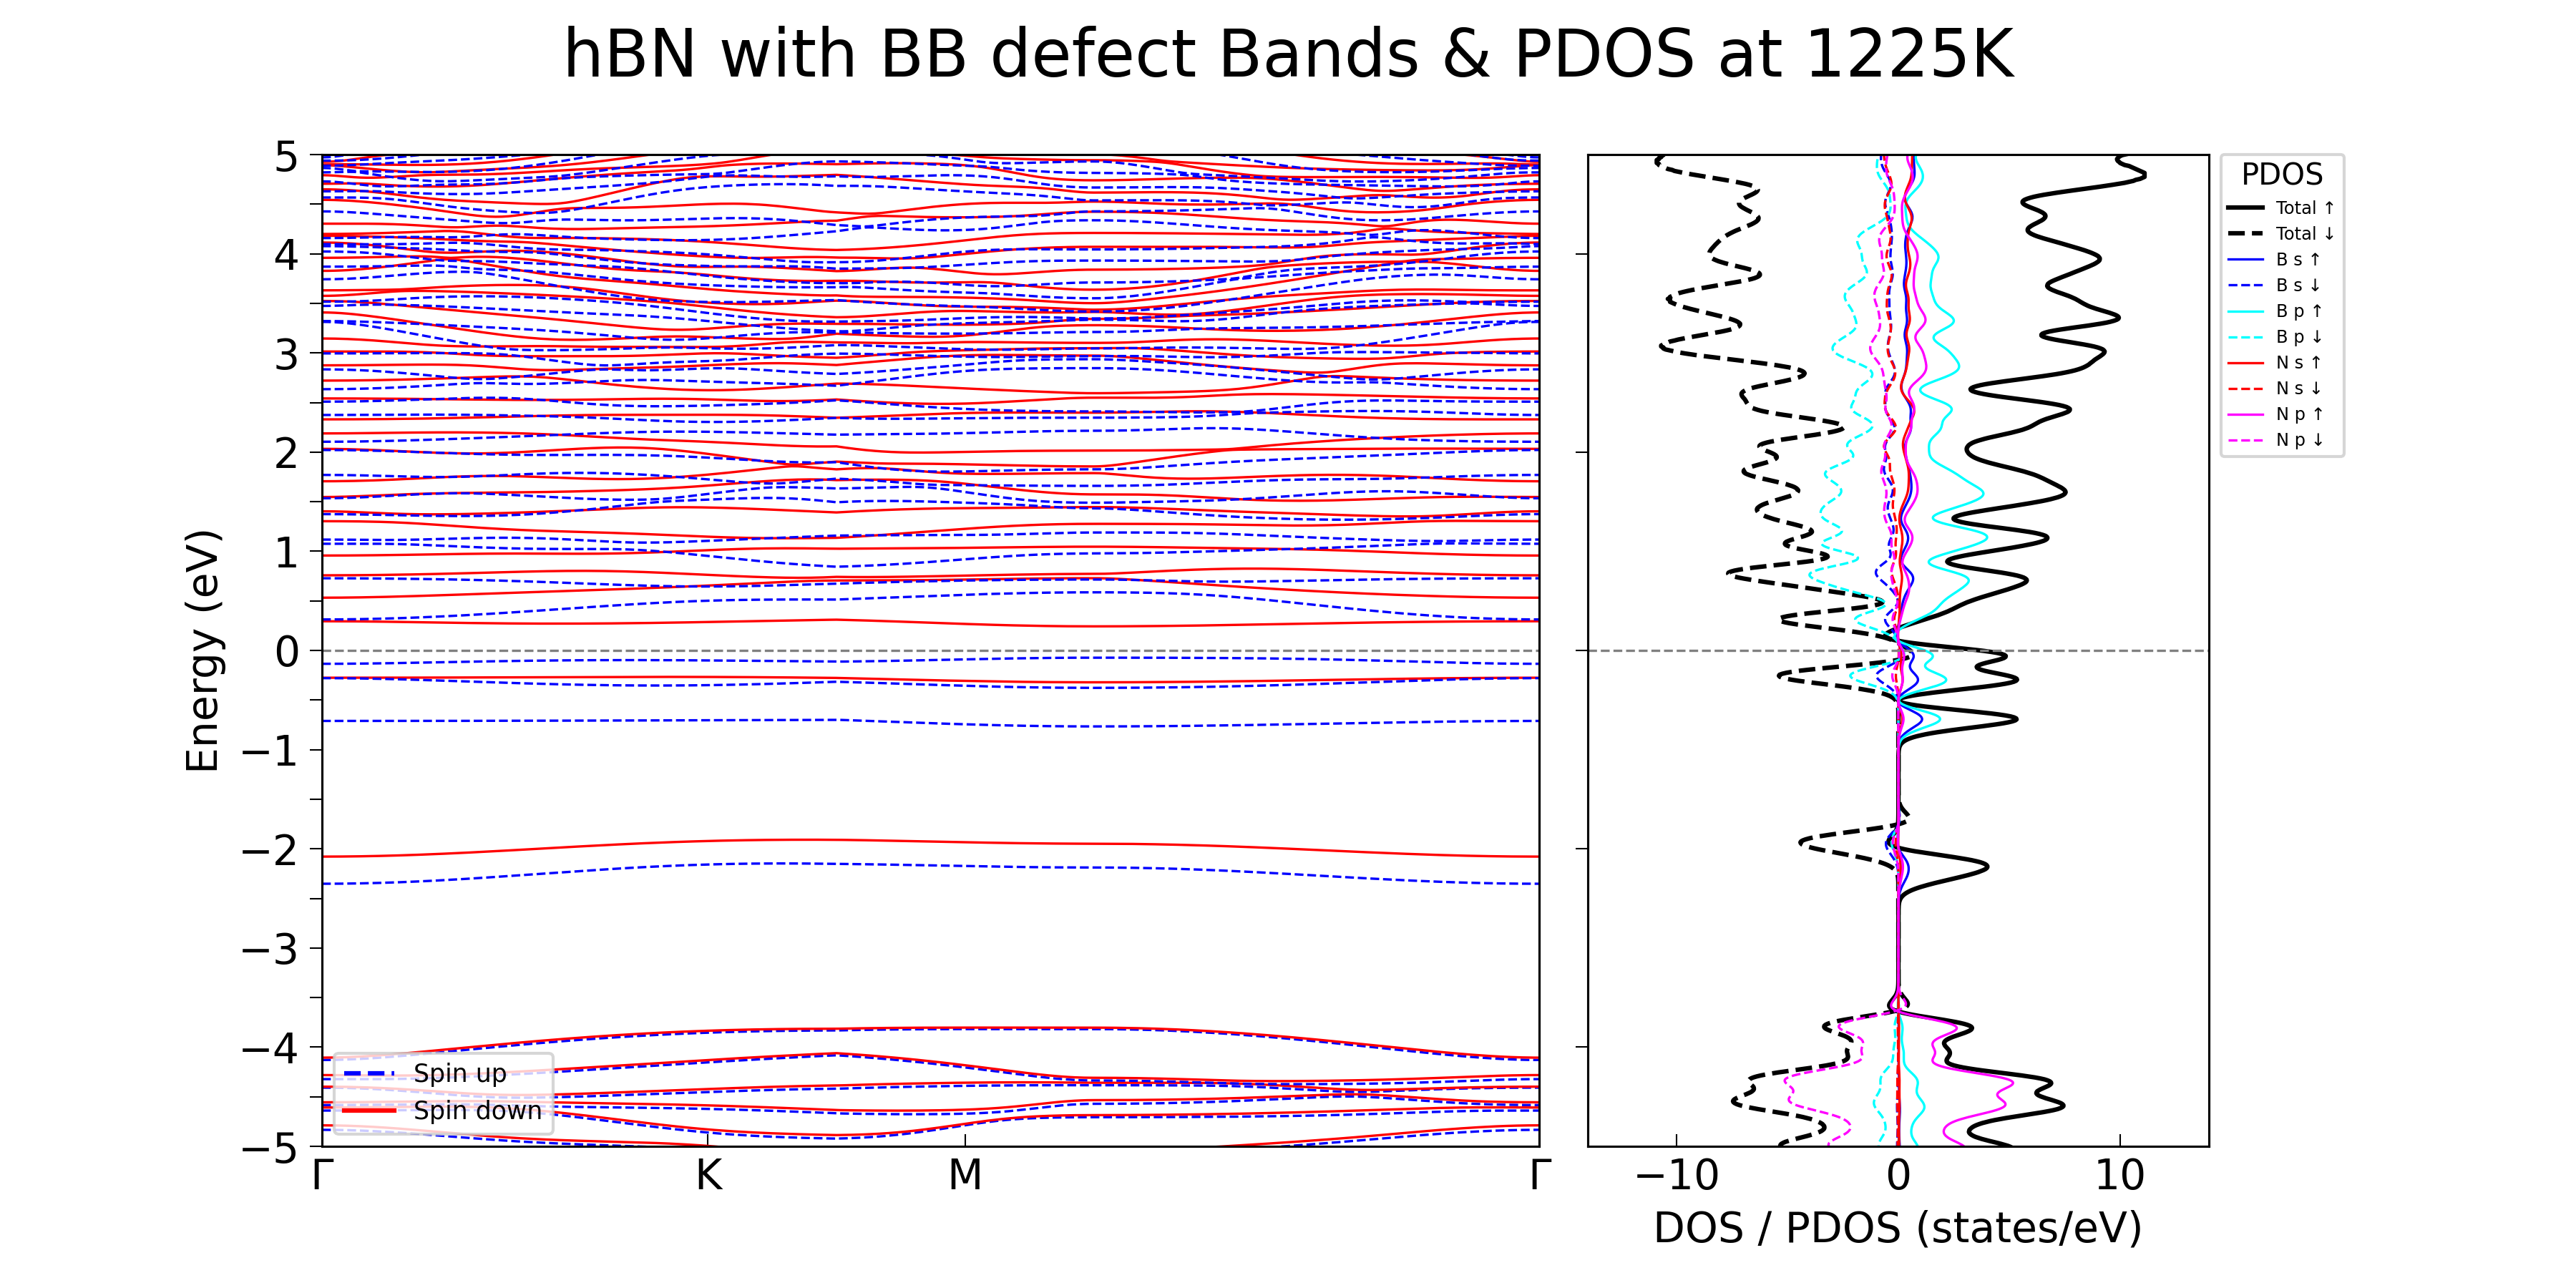 hBN with BB defect Bands & PDOS at 1225K
Energy (eV)
5
4
3
2
1
0
−1
−2
−3
−4
−5
Γ K M Γ
Spin up
Spin down
−10 0 10
DOS / PDOS (states/eV)
PDOS
Total ↑
Total ↓
B s ↑
B s ↓
B p ↑
B p ↓
N s ↑
N s ↓
N p ↑
N p ↓